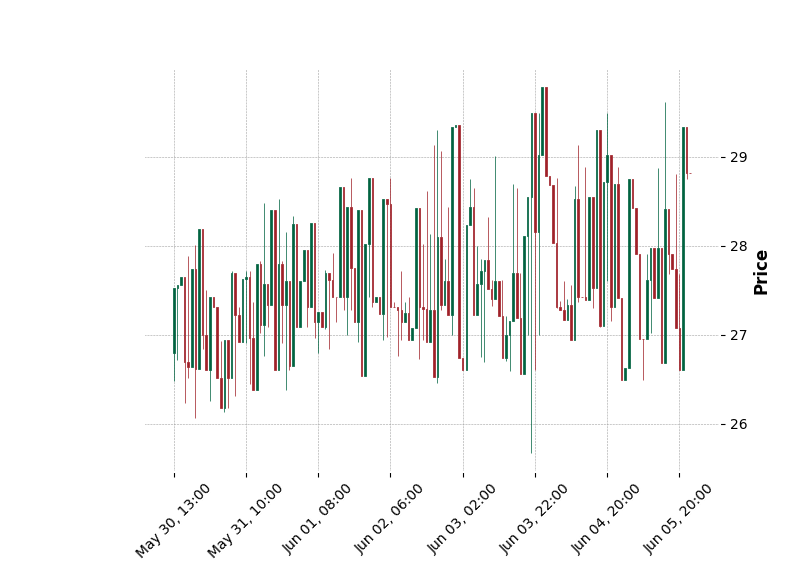 29
28
27
26
Price
May 30, 13:00
May 31, 10:00
Jun 01, 08:00
Jun 02, 06:00
Jun 03, 02:00
Jun 03, 22:00
Jun 04, 20:00
Jun 05, 20:00